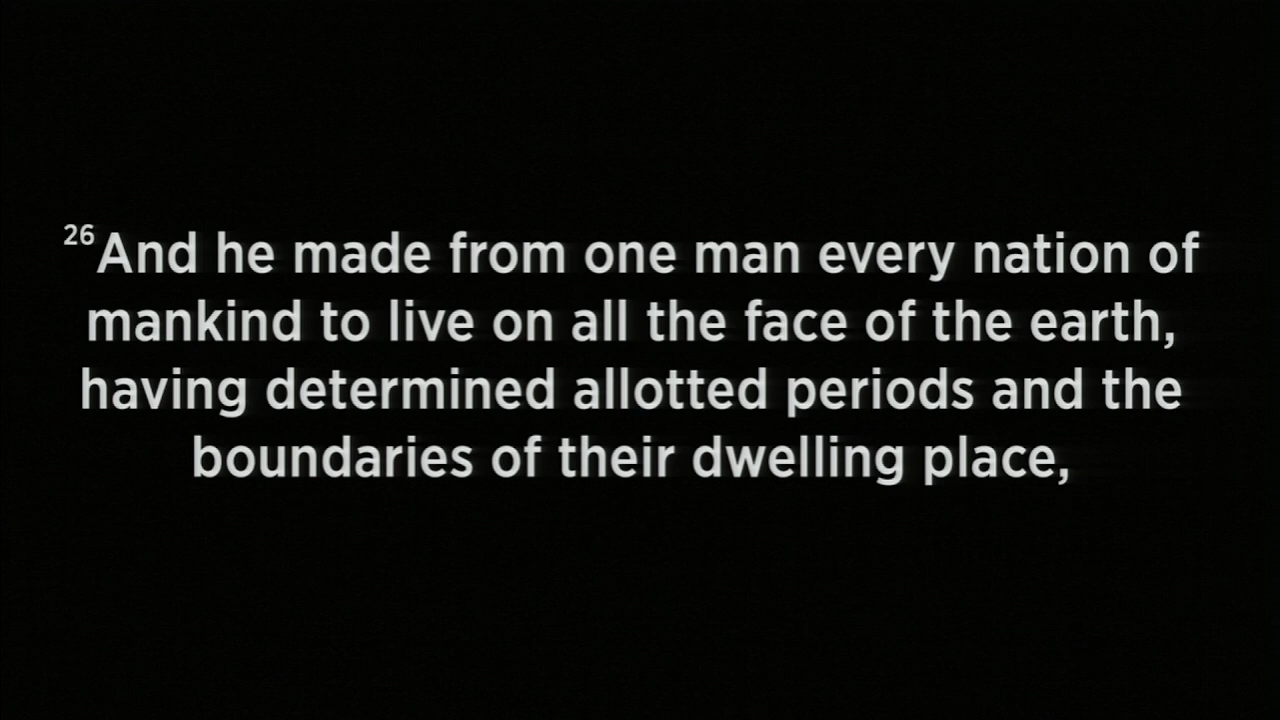 26And he made from one man every nation of
mankind to live on all the face of the earth,
having determined allotted periods and the
boundaries of their dwelling place,